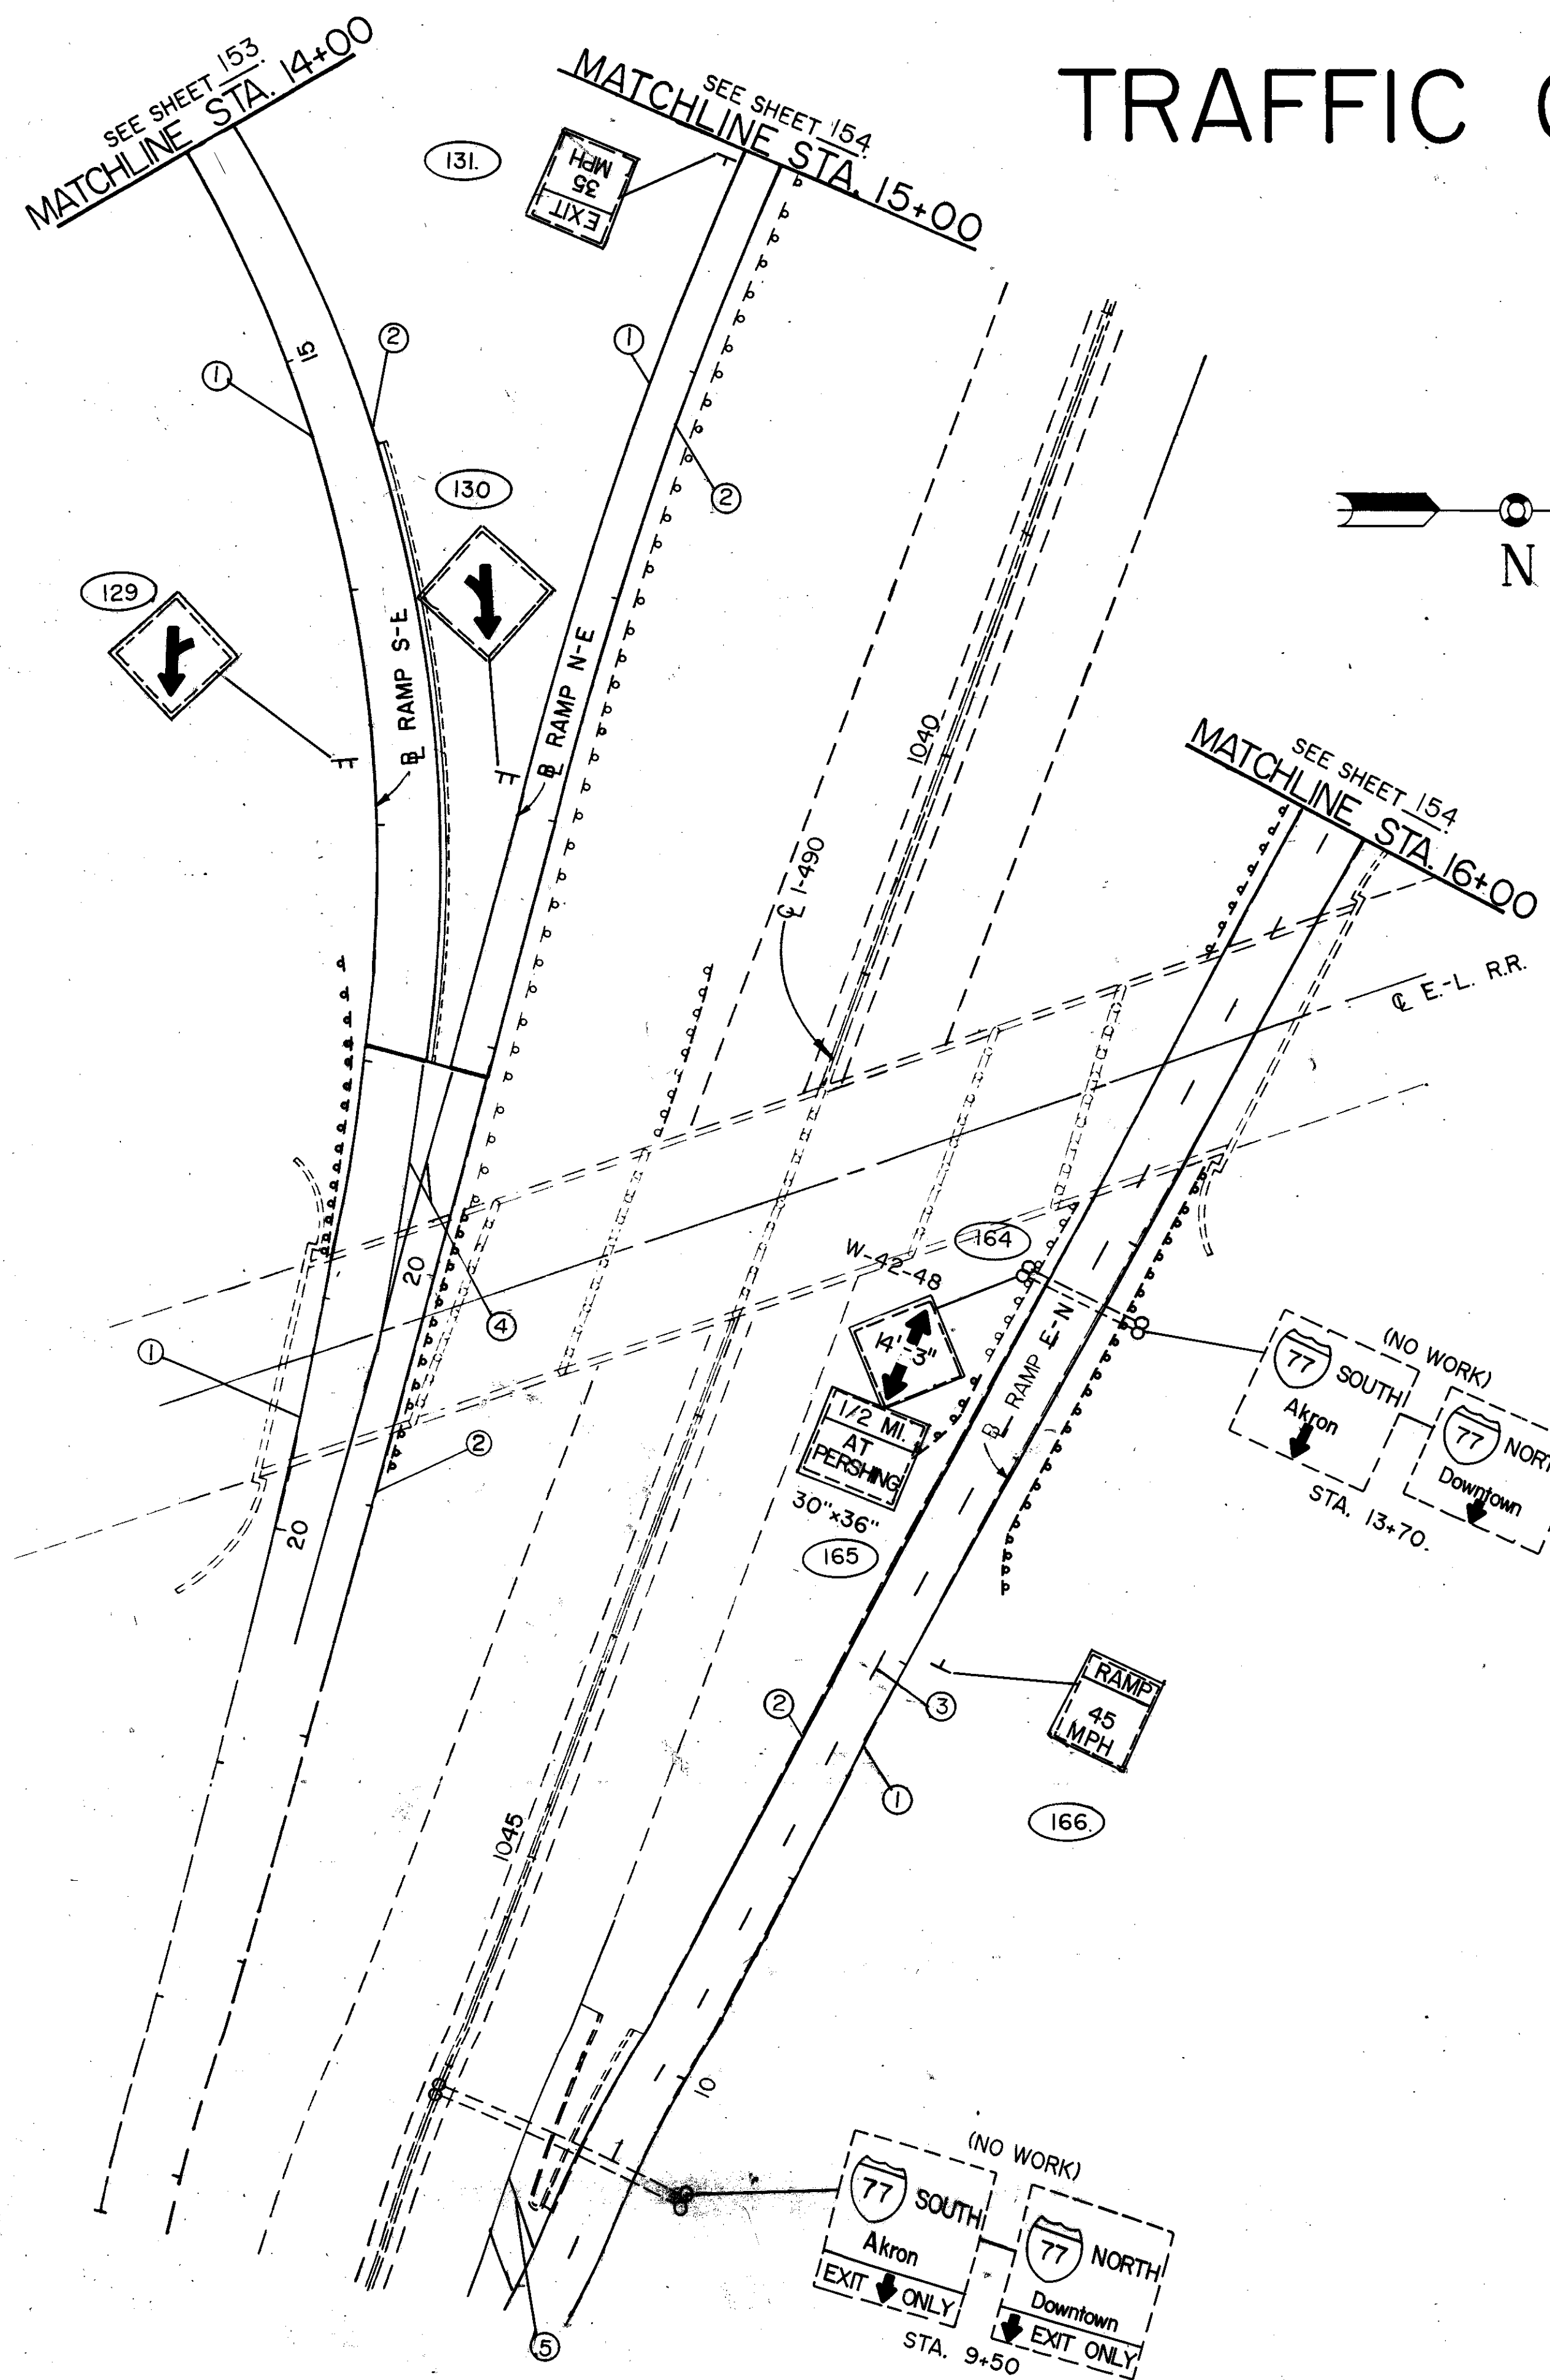 TRAFFIC
SEE SHEET 153
MATCHLINE STA. 14+00
SEE SHEET 154
MATCHLINE STA. 15+00
131.
EXIT
35
MPH
1
2
15
1
2
130
129
N
℄ RAMP S-E
℄ RAMP N-E
1040
℄ I-490
SEE SHEET 154
MATCHLINE STA. 16+00
℄ E.-L. R.R.
164
W-42-48
14'-3"
1/2 MI.
AT
PERSHING
30"x36"
165
RAMP E-N
20
4
1
2
20
(NO WORK)
77 SOUTH
Akron
77
Downtown
STA. 13+70.
RAMP
45
MPH
166.
2
3
1
1045
10
(NO WORK)
77 SOUTH
Akron
EXIT ONLY
77 NORTH
Downtown
EXIT ONLY
STA. 9+50
5